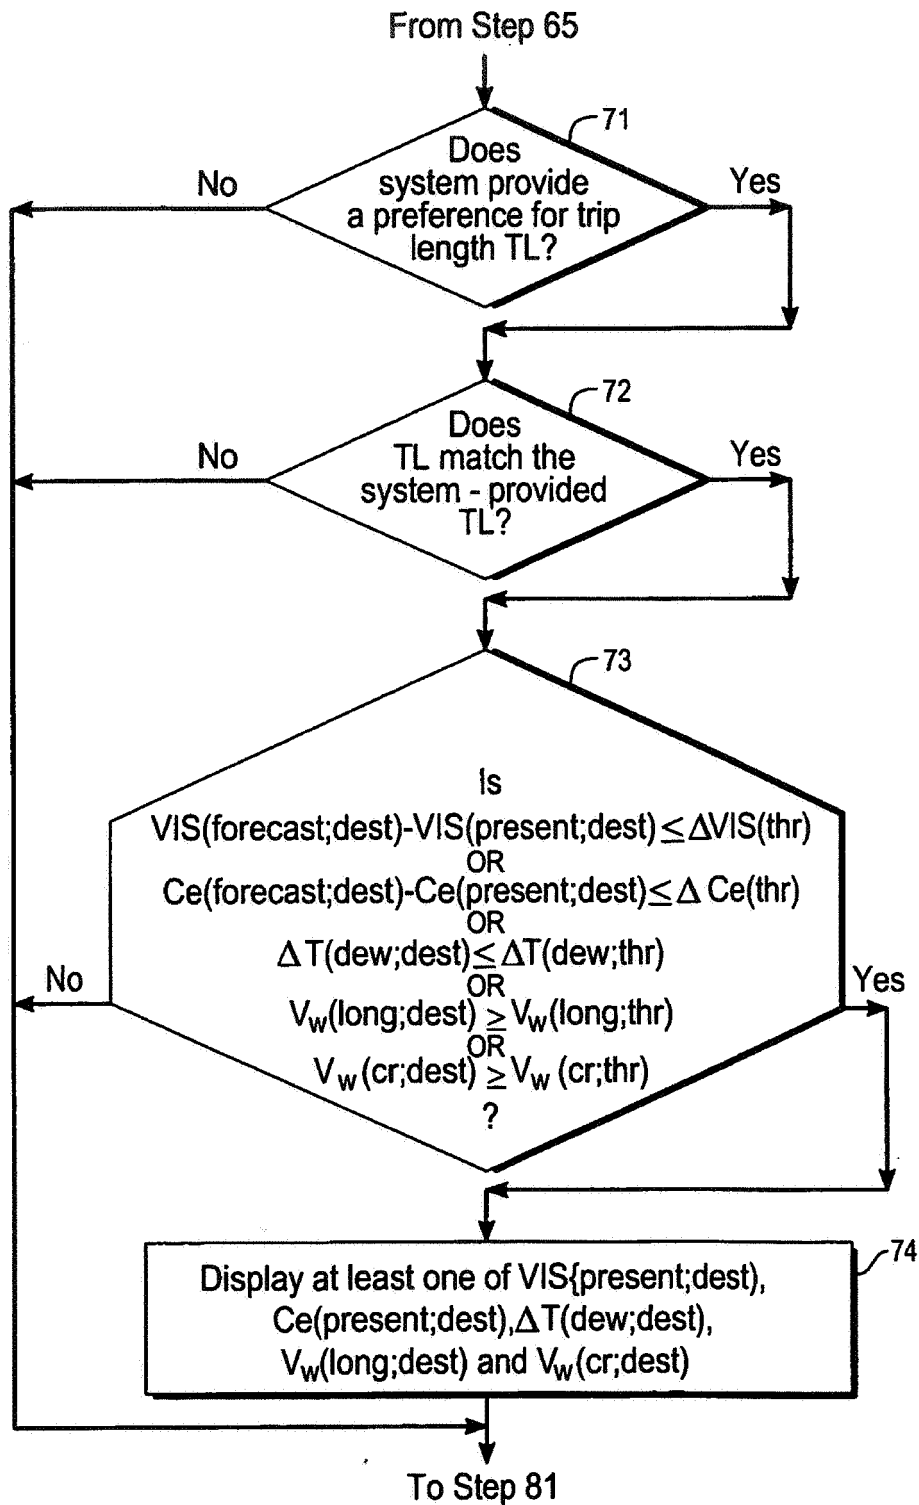 From Step 65
71
Does
system provide
a preference for trip
length TL?
No
Yes
72
Does
TL match the
system - provided
TL?
No
Yes
73
Is
VIS(forecast;dest)-VIS(present;dest)≤ΔVIS(thr)
OR
Ce(forecast;dest)-Ce(present;dest)≤Δ Ce(thr)
OR
ΔT(dew;dest)≤ΔT(dew;thr)
OR
Vw(long;dest) ≥ Vw(long;thr)
OR
Vw(cr;dest) ≥ Vw (cr;thr)
?
No
Yes
74
Display at least one of VIS{present;dest),
Ce(present;dest),ΔT(dew;dest),
Vw(long;dest) and Vw(cr;dest)
To Step 81